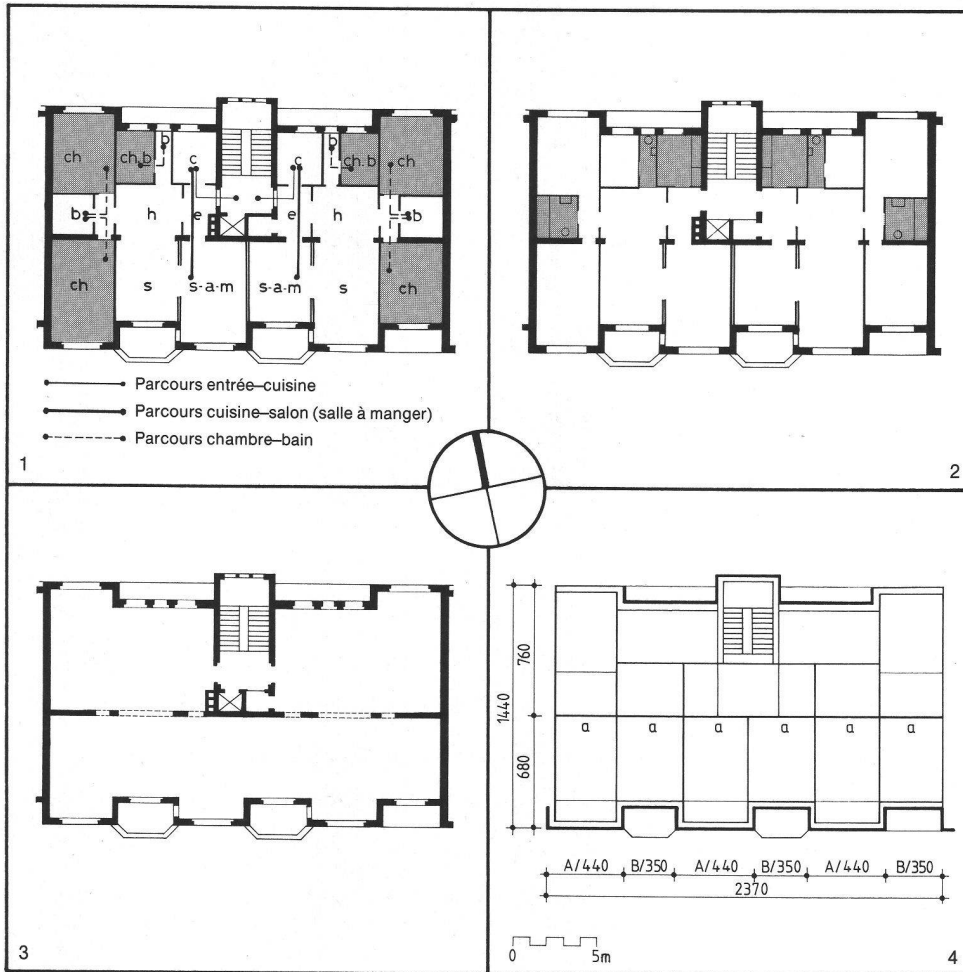 ch ch.b b c c b ch.b ch
b h e e h b
ch s s-a-m s-a-m s ch
Parcours entrée–cuisine
Parcours cuisine–salon (salle à manger)
Parcours chambre–bain
1
2
3
760
1440
680
a a a a a a
A/440 B/350 A/440 B/350 A/440 B/350
2370
0 5m
4